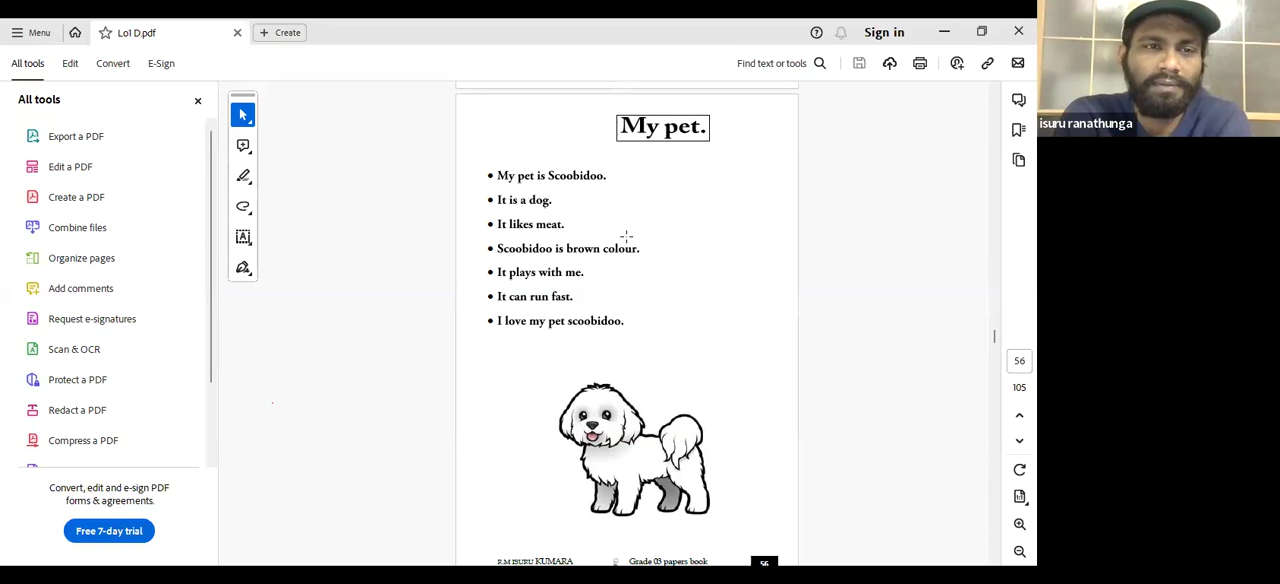 Menu
Lo1 D.pdf
Create
Sign in
All tools
Edit
Convert
E-Sign
Find text or tools
All tools
Export a PDF
Edit a PDF
Create a PDF
Combine files
Organize pages
Add comments
Request e-signatures
Scan & OCR
Protect a PDF
Redact a PDF
Compress a PDF
Convert, edit and e-sign PDF
forms & agreements.
Free 7-day trial
My pet.
• My pet is Scoobidoo.
• It is a dog.
• It likes meat.
• Scoobidoo is brown colour.
• It plays with me.
• It can run fast.
• I love my pet scoobidoo.
R.M ISURU KUMARA
Grade 03 papers book
56
56
105
isuru ranathunga